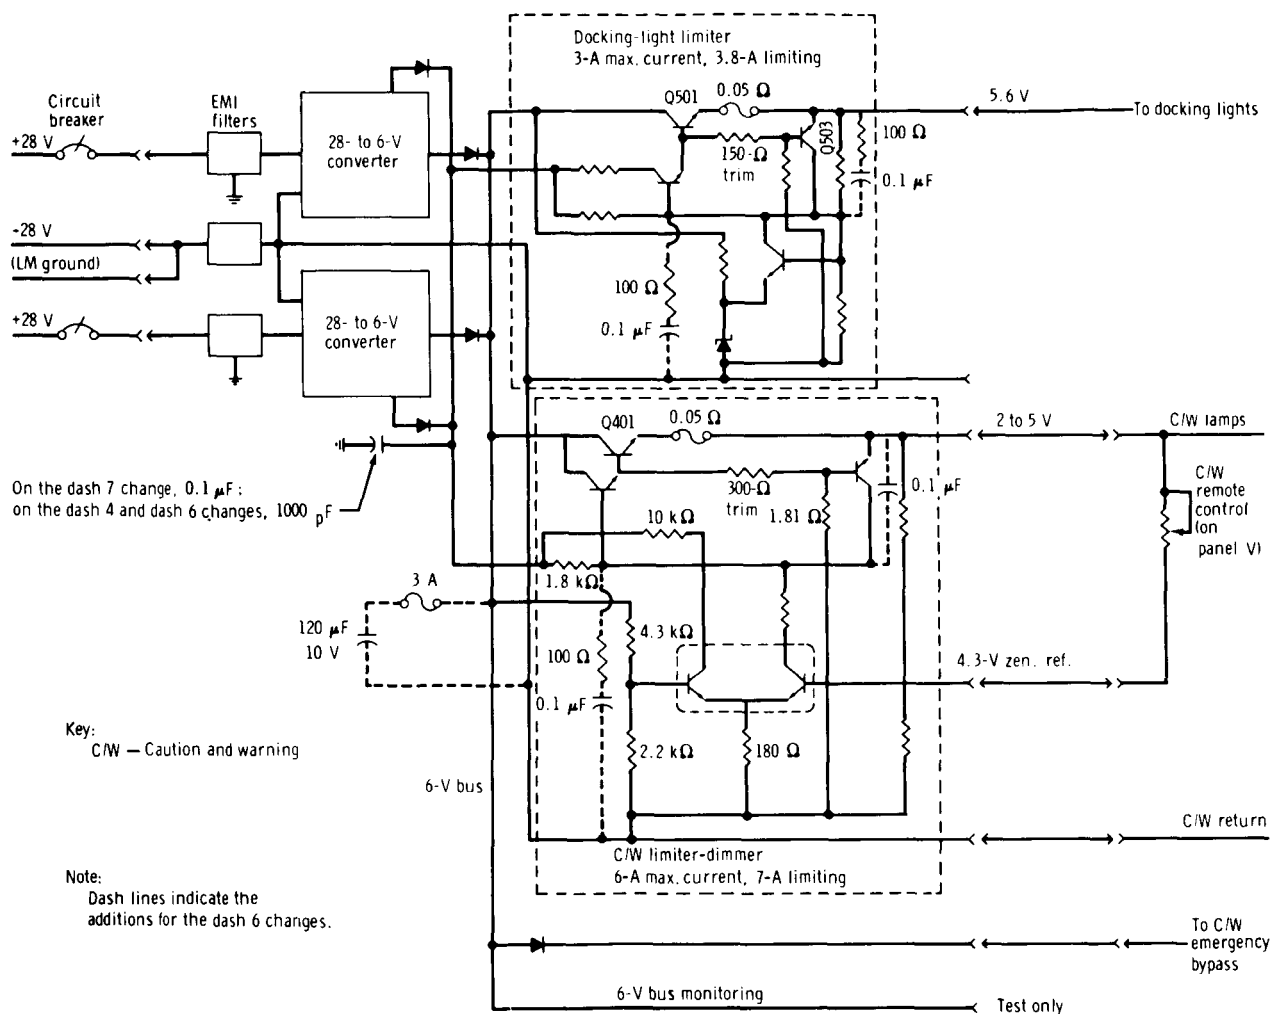 Docking-light limiter
3-A max. current, 3.8-A limiting
Circuit
breaker
EMI
filters
+28 V
28- to 6-V
converter
Q501
0.05 Ω
5.6 V
To docking lights
150-Ω
trim
Q503
100 Ω
0.1 μF
-28 V
(LM ground)
100 Ω
0.1 μF
+28 V
28- to 6-V
converter
Q401
0.05 Ω
2 to 5 V
C/W lamps
On the dash 7 change, 0.1 μF;
on the dash 4 and dash 6 changes, 1000 pF
300-Ω
trim
1.81 Ω
0.1 μF
C/W
remote
control
(on
panel V)
10 kΩ
1.8 kΩ
3 A
120 μF
10 V
4.3 kΩ
100 Ω
0.1 μF
4.3-V zen. ref.
2.2 kΩ
180 Ω
Key:
C/W — Caution and warning
6-V bus
C/W return
C/W limiter-dimmer
6-A max. current, 7-A limiting
Note:
Dash lines indicate the
additions for the dash 6 changes.
To C/W
emergency
bypass
6-V bus monitoring
Test only